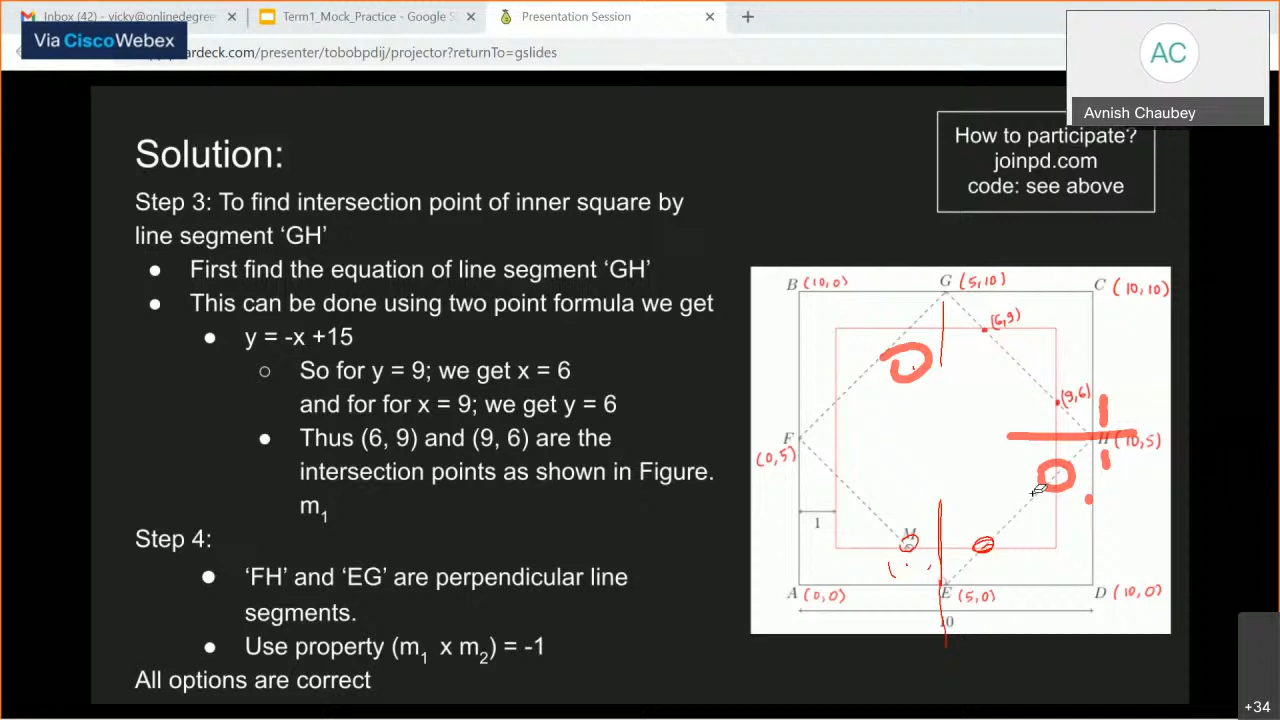 Inbox (42) - vicky@onlinedegree
Term1_Mock_Practice - Google S
Presentation Session
Via CiscoWebex
ardeck.com/presenter/tobobpdij/projector?returnTo=gslides
AC
Avnish Chaubey
How to participate?
joinpd.com
code: see above
Solution:
Step 3: To find intersection point of inner square by
line segment ‘GH’
● First find the equation of line segment ‘GH’
● This can be done using two point formula we get
● y = -x +15
○ So for y = 9; we get x = 6
and for for x = 9; we get y = 6
● Thus (6, 9) and (9, 6) are the
intersection points as shown in Figure.
m₁
Step 4:
● ‘FH’ and ‘EG’ are perpendicular line
segments.
● Use property (m₁ x m₂) = -1
All options are correct
B (10,0) G (5,10) C (10,10)
(6,9)
(9,6)
F H (10,5)
(0,5)
1
M
A (0,0) E (5,0) D (10,0)
10
+34